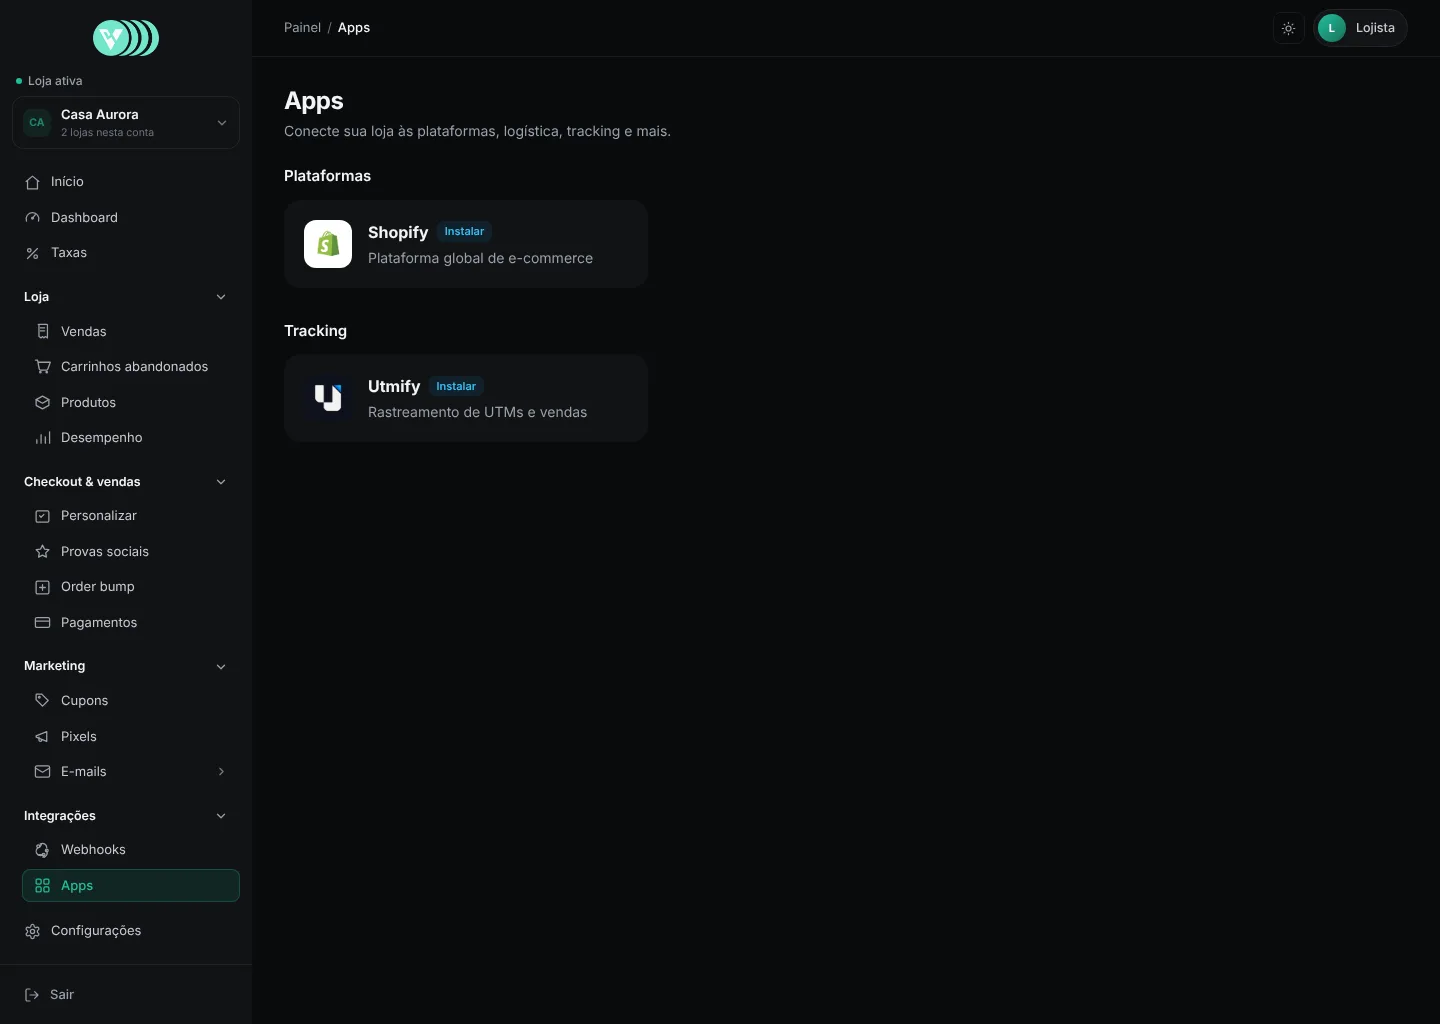 Loja ativa
CA
Casa Aurora
2 lojas nesta conta
Início
Dashboard
Taxas
Loja
Vendas
Carrinhos abandonados
Produtos
Desempenho
Checkout & vendas
Personalizar
Provas sociais
Order bump
Pagamentos
Marketing
Cupons
Pixels
E-mails
Integrações
Webhooks
Apps
Configurações
Sair
Painel / Apps
L Lojista
Apps
Conecte sua loja às plataformas, logística, tracking e mais.
Plataformas
Shopify Instalar
Plataforma global de e-commerce
Tracking
Utmify Instalar
Rastreamento de UTMs e vendas